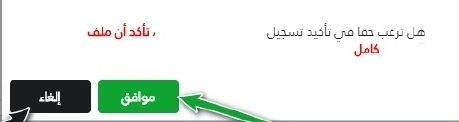 هل ترغب حقا في تأكيد تسجيل ، تأكد أن ملف
كامل
موافق
إلغاء